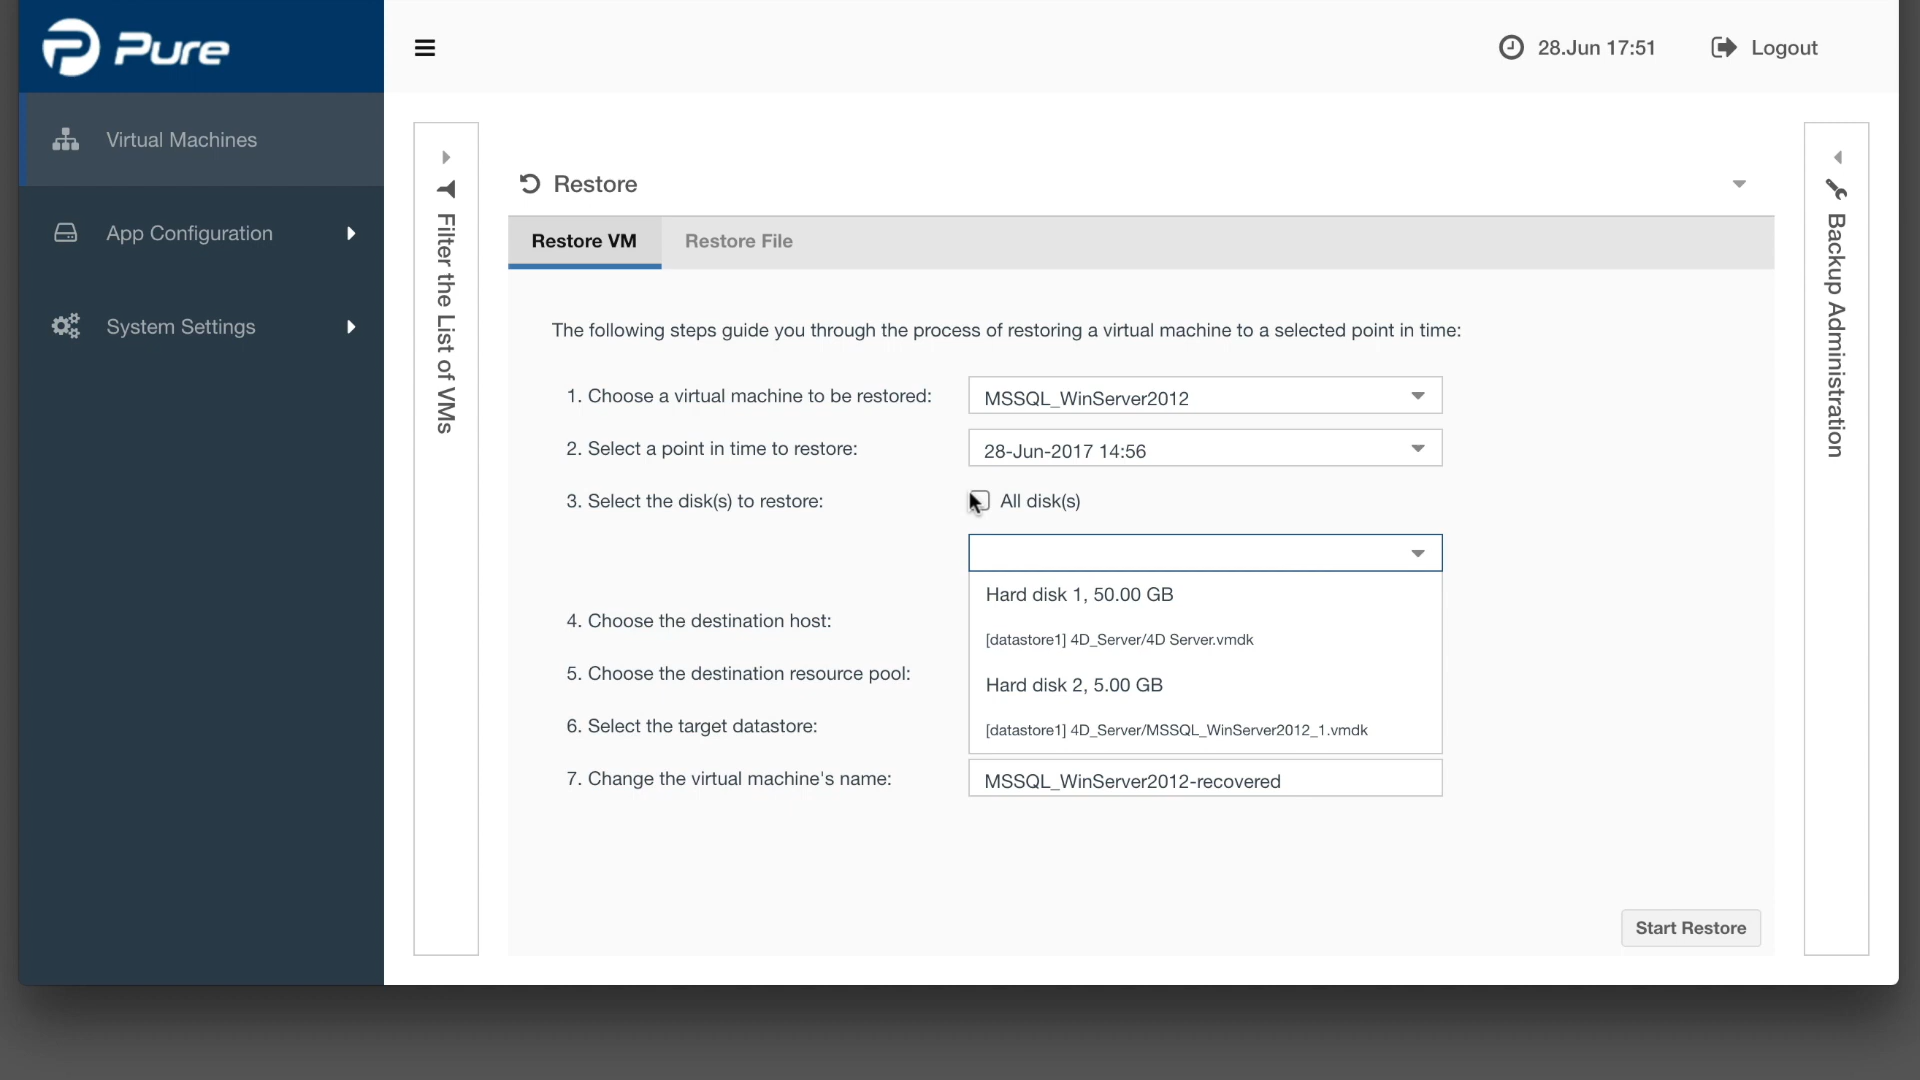 Pure
28.Jun 17:51
Logout
Virtual Machines
App Configuration
System Settings
Filter the List of VMs
Restore
Restore VM
Restore File
The following steps guide you through the process of restoring a virtual machine to a selected point in time:
1. Choose a virtual machine to be restored:
MSSQL_WinServer2012
2. Select a point in time to restore:
28-Jun-2017 14:56
3. Select the disk(s) to restore:
All disk(s)
Hard disk 1, 50.00 GB
[datastore1] 4D_Server/4D Server.vmdk
Hard disk 2, 5.00 GB
[datastore1] 4D_Server/MSSQL_WinServer2012_1.vmdk
4. Choose the destination host:
5. Choose the destination resource pool:
6. Select the target datastore:
7. Change the virtual machine's name:
MSSQL_WinServer2012-recovered
Start Restore
Backup Administration